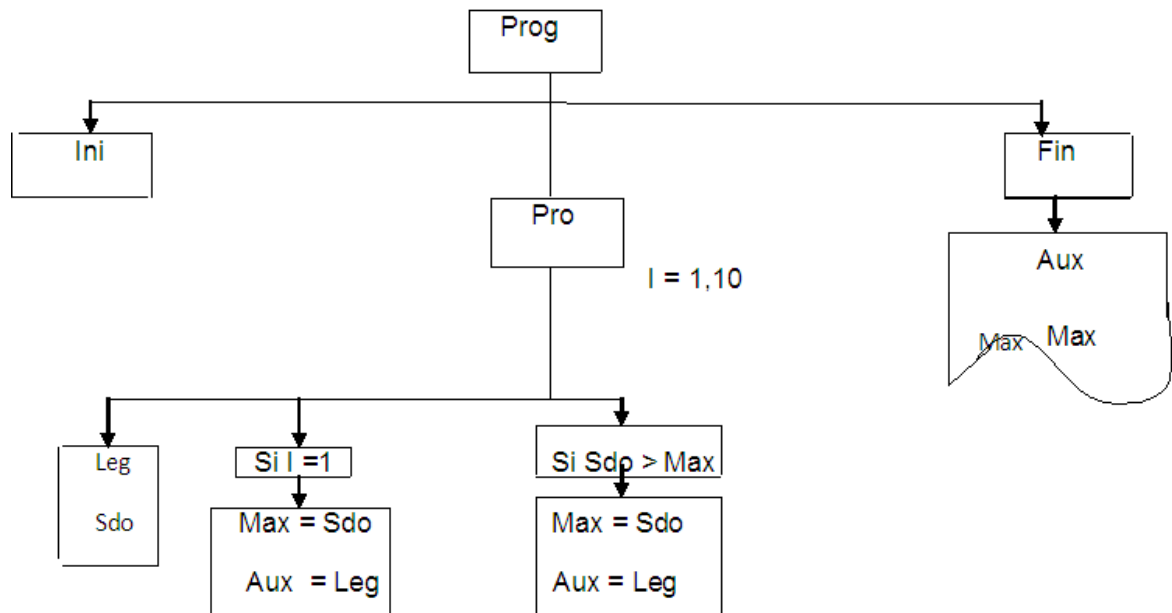 Prog
Ini
Fin
Pro
I = 1,10
Aux
Max Max
Leg
Sdo
Si I =1
Max = Sdo
Aux = Leg
Si Sdo > Max
Max = Sdo
Aux = Leg